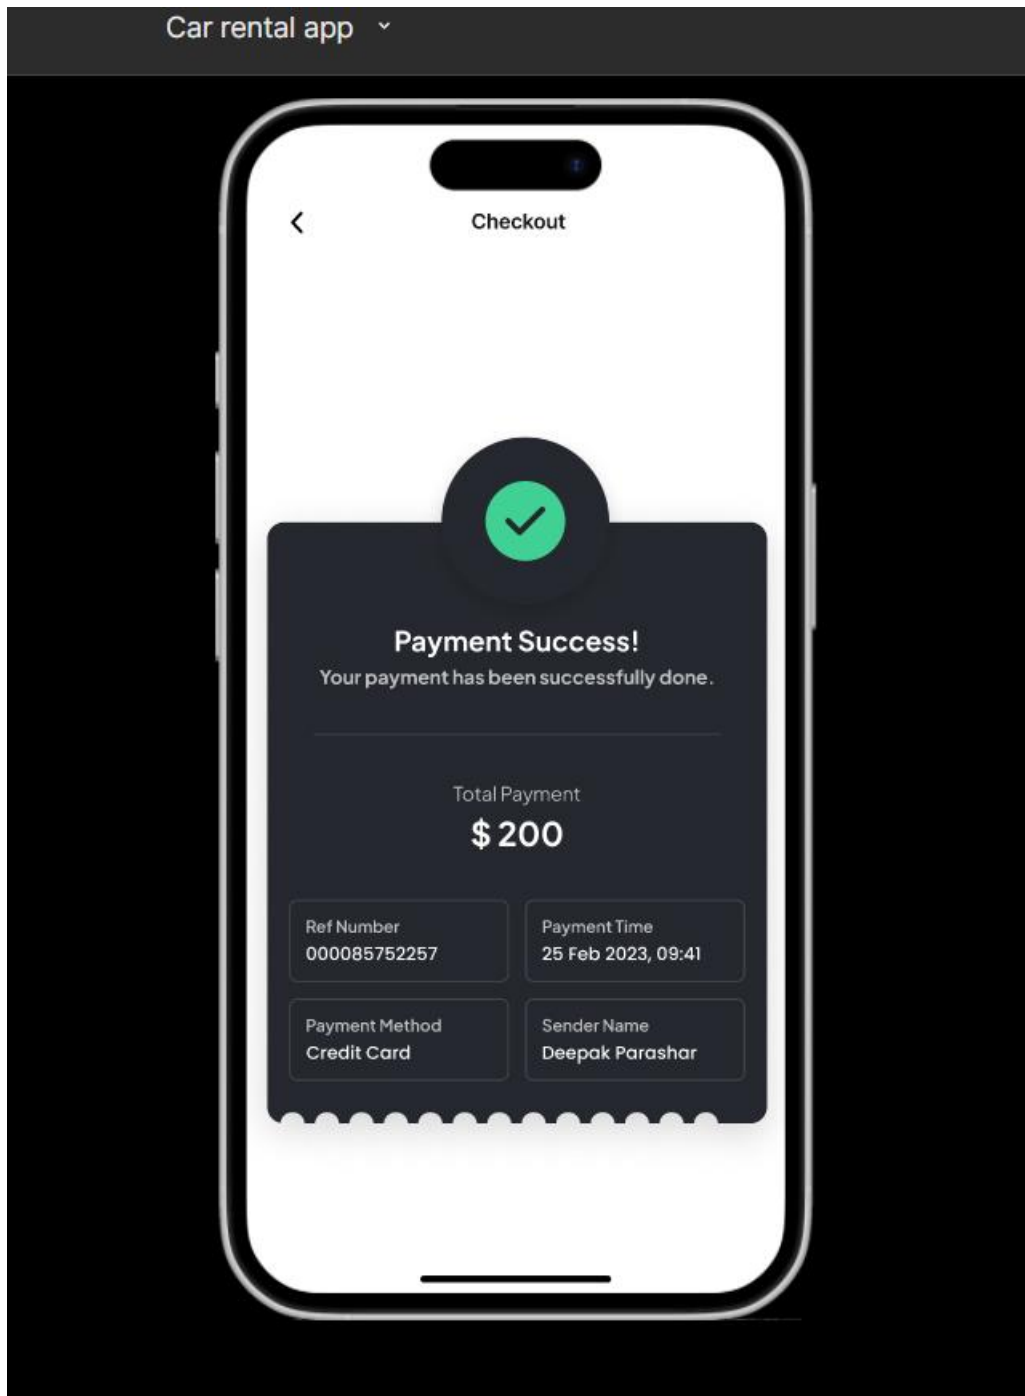 Car rental app
Checkout
Payment Success!
Your payment has been successfully done.
Total Payment
$ 200
Ref Number
000085752257
Payment Time
25 Feb 2023, 09:41
Payment Method
Credit Card
Sender Name
Deepak Parashar